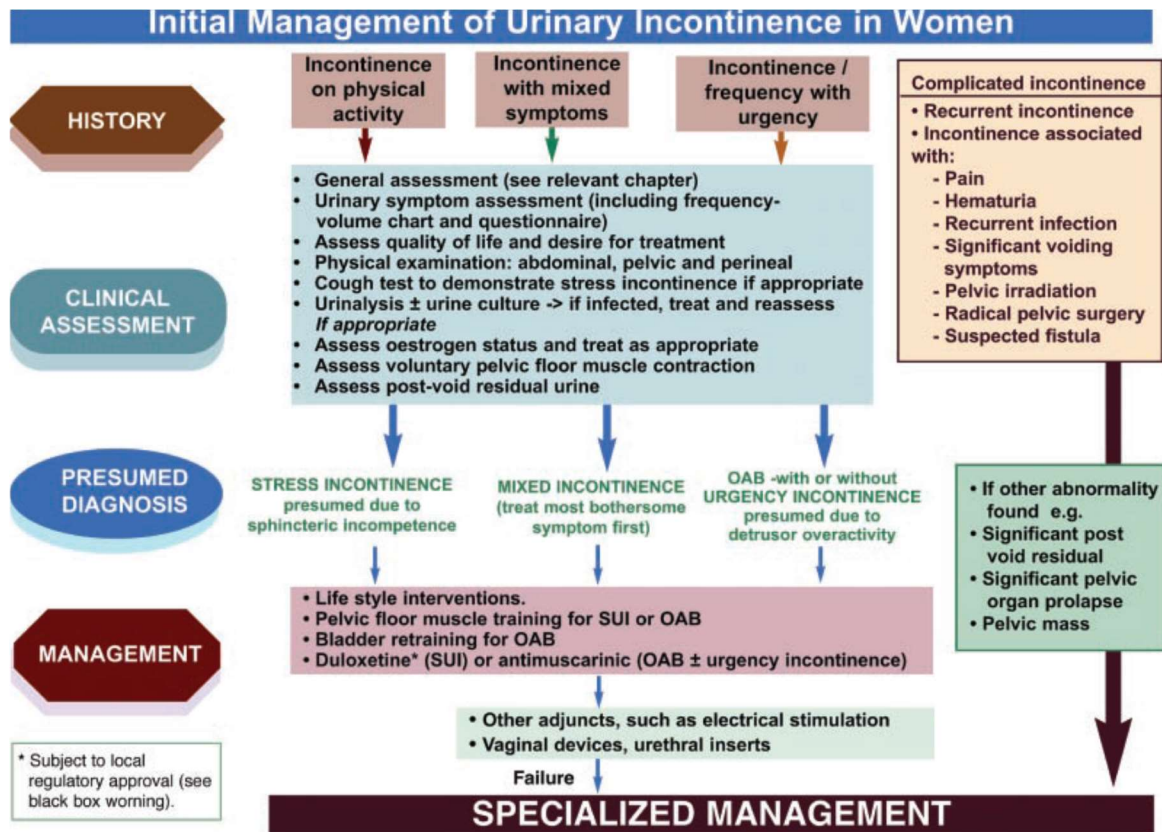 Initial Management of Urinary Incontinence in Women
HISTORY
Incontinence
on physical
activity
Incontinence
with mixed
symptoms
Incontinence /
frequency with
urgency
Complicated incontinence
• Recurrent incontinence
• Incontinence associated
with:
- Pain
- Hematuria
- Recurrent infection
- Significant voiding
symptoms
- Pelvic irradiation
- Radical pelvic surgery
- Suspected fistula
CLINICAL
ASSESSMENT
• General assessment (see relevant chapter)
• Urinary symptom assessment (including frequency-
volume chart and questionnaire)
• Assess quality of life and desire for treatment
• Physical examination: abdominal, pelvic and perineal
• Cough test to demonstrate stress incontinence if appropriate
• Urinalysis ± urine culture -> if infected, treat and reassess
If appropriate
• Assess oestrogen status and treat as appropriate
• Assess voluntary pelvic floor muscle contraction
• Assess post-void residual urine
PRESUMED
DIAGNOSIS
STRESS INCONTINENCE
presumed due to
sphincteric incompetence
MIXED INCONTINENCE
(treat most bothersome
symptom first)
OAB -with or without
URGENCY INCONTINENCE
presumed due to
detrusor overactivity
• If other abnormality
found e.g.
• Significant post
void residual
• Significant pelvic
organ prolapse
• Pelvic mass
MANAGEMENT
• Life style interventions.
• Pelvic floor muscle training for SUI or OAB
• Bladder retraining for OAB
• Duloxetine* (SUI) or antimuscarinic (OAB ± urgency incontinence)
• Other adjuncts, such as electrical stimulation
• Vaginal devices, urethral inserts
* Subject to local
regulatory approval (see
black box worning).
Failure
SPECIALIZED MANAGEMENT